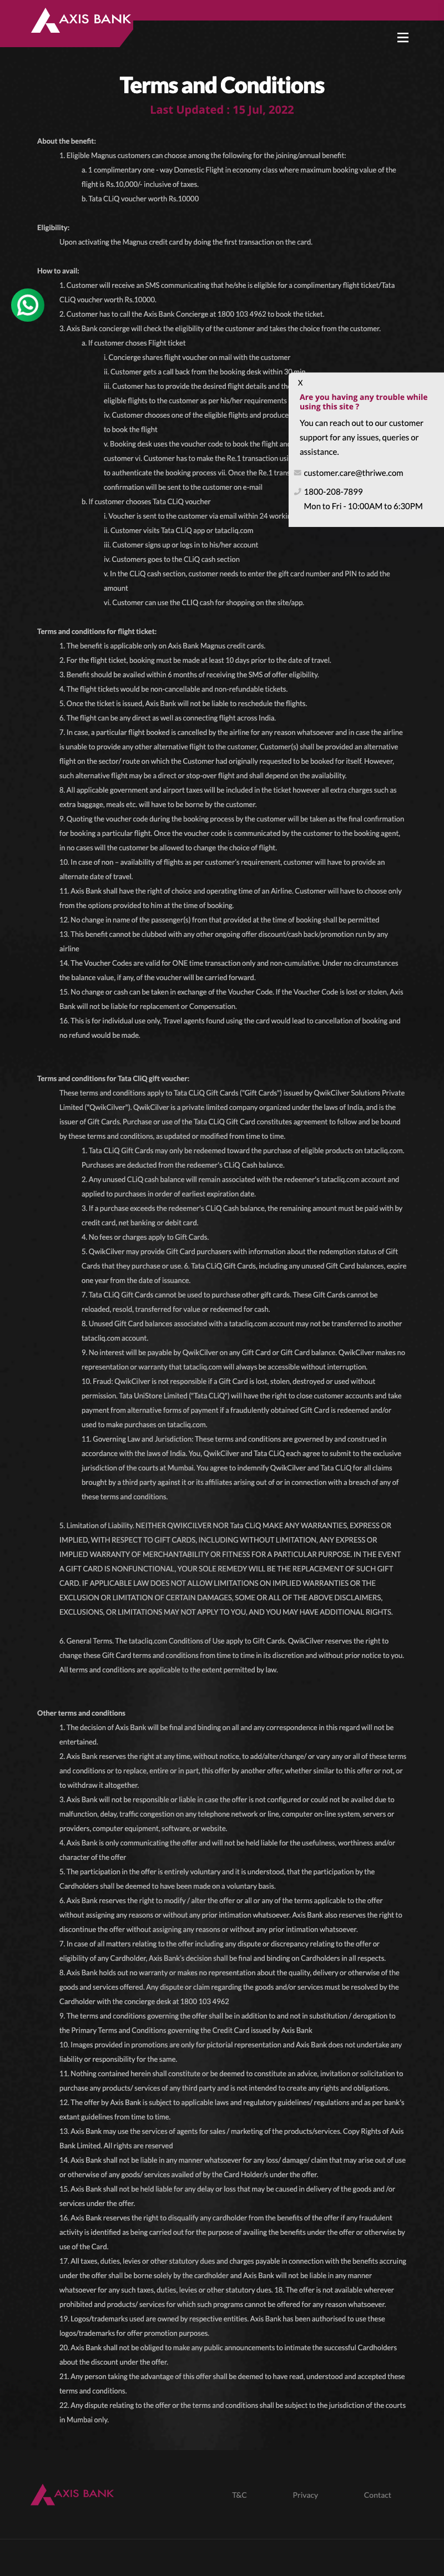 AXIS BANK
Terms and Conditions
Last Updated : 15 Jul, 2022
About the benefit:
1. Eligible Magnus customers can choose among the following for the joining/annual benefit:
a. 1 complimentary one - way Domestic Flight in economy class where maximum booking value of the
flight is Rs.10,000/- inclusive of taxes.
b. Tata CLiQ voucher worth Rs.10000
Eligibility:
Upon activating the Magnus credit card by doing the first transaction on the card.
How to avail:
1. Customer will receive an SMS communicating that he/she is eligible for a complimentary flight ticket/Tata
CLiQ voucher worth Rs.10000.
2. Customer has to call the Axis Bank Concierge at 1800 103 4962 to book the ticket.
3. Axis Bank concierge will check the eligibility of the customer and takes the choice from the customer.
a. If customer choses Flight ticket
i. Concierge shares flight voucher on mail with the customer
ii. Customer gets a call back from the booking desk within 30 min
iii. Customer has to provide the desired flight details and the
eligible flights to the customer as per his/her requirements
iv. Customer chooses one of the eligible flights and produce
to book the flight
v. Booking desk uses the voucher code to book the flight and
customer vi. Customer has to make the Re.1 transaction usi
to authenticate the booking process vii. Once the Re.1 trans
confirmation will be sent to the customer on e-mail
b. If customer chooses Tata CLiQ voucher
i. Voucher is sent to the customer via email within 24 workin
ii. Customer visits Tata CLiQ app or tatacliq.com
iii. Customer signs up or logs in to his/her account
iv. Customers goes to the CLiQ cash section
v. In the CLiQ cash section, customer needs to enter the gift card number and PIN to add the
amount
vi. Customer can use the CLIQ cash for shopping on the site/app.
X
Are you having any trouble while
using this site ?
You can reach out to our customer
support for any issues, queries or
assistance.
customer.care@thriwe.com
1800-208-7899
Mon to Fri - 10:00AM to 6:30PM
Terms and conditions for flight ticket:
1. The benefit is applicable only on Axis Bank Magnus credit cards.
2. For the flight ticket, booking must be made at least 10 days prior to the date of travel.
3. Benefit should be availed within 6 months of receiving the SMS of offer eligibility.
4. The flight tickets would be non-cancellable and non-refundable tickets.
5. Once the ticket is issued, Axis Bank will not be liable to reschedule the flights.
6. The flight can be any direct as well as connecting flight across India.
7. In case, a particular flight booked is cancelled by the airline for any reason whatsoever and in case the airline
is unable to provide any other alternative flight to the customer, Customer(s) shall be provided an alternative
flight on the sector/ route on which the Customer had originally requested to be booked for itself. However,
such alternative flight may be a direct or stop-over flight and shall depend on the availability.
8. All applicable government and airport taxes will be included in the ticket however all extra charges such as
extra baggage, meals etc. will have to be borne by the customer.
9. Quoting the voucher code during the booking process by the customer will be taken as the final confirmation
for booking a particular flight. Once the voucher code is communicated by the customer to the booking agent,
in no cases will the customer be allowed to change the choice of flight.
10. In case of non – availability of flights as per customer's requirement, customer will have to provide an
alternate date of travel.
11. Axis Bank shall have the right of choice and operating time of an Airline. Customer will have to choose only
from the options provided to him at the time of booking.
12. No change in name of the passenger(s) from that provided at the time of booking shall be permitted
13. This benefit cannot be clubbed with any other ongoing offer discount/cash back/promotion run by any
airline
14. The Voucher Codes are valid for ONE time transaction only and non-cumulative. Under no circumstances
the balance value, if any, of the voucher will be carried forward.
15. No change or cash can be taken in exchange of the Voucher Code. If the Voucher Code is lost or stolen, Axis
Bank will not be liable for replacement or Compensation.
16. This is for individual use only, Travel agents found using the card would lead to cancellation of booking and
no refund would be made.
Terms and conditions for Tata CliQ gift voucher:
These terms and conditions apply to Tata CLiQ Gift Cards ("Gift Cards") issued by QwikCilver Solutions Private
Limited ("QwikCilver"). QwikCilver is a private limited company organized under the laws of India, and is the
issuer of Gift Cards. Purchase or use of the Tata CLiQ Gift Card constitutes agreement to follow and be bound
by these terms and conditions, as updated or modified from time to time.
1. Tata CLiQ Gift Cards may only be redeemed toward the purchase of eligible products on tatacliq.com.
Purchases are deducted from the redeemer's CLiQ Cash balance.
2. Any unused CLiQ cash balance will remain associated with the redeemer's tatacliq.com account and
applied to purchases in order of earliest expiration date.
3. If a purchase exceeds the redeemer's CLiQ Cash balance, the remaining amount must be paid with by
credit card, net banking or debit card.
4. No fees or charges apply to Gift Cards.
5. QwikCilver may provide Gift Card purchasers with information about the redemption status of Gift
Cards that they purchase or use. 6. Tata CLiQ Gift Cards, including any unused Gift Card balances, expire
one year from the date of issuance.
7. Tata CLiQ Gift Cards cannot be used to purchase other gift cards. These Gift Cards cannot be
reloaded, resold, transferred for value or redeemed for cash.
8. Unused Gift Card balances associated with a tatacliq.com account may not be transferred to another
tatacliq.com account.
9. No interest will be payable by QwikCilver on any Gift Card or Gift Card balance. QwikCilver makes no
representation or warranty that tatacliq.com will always be accessible without interruption.
10. Fraud: QwikCilver is not responsible if a Gift Card is lost, stolen, destroyed or used without
permission. Tata UniStore Limited ("Tata CLiQ") will have the right to close customer accounts and take
payment from alternative forms of payment if a fraudulently obtained Gift Card is redeemed and/or
used to make purchases on tatacliq.com.
11. Governing Law and Jurisdiction: These terms and conditions are governed by and construed in
accordance with the laws of India. You, QwikCilver and Tata CLiQ each agree to submit to the exclusive
jurisdiction of the courts at Mumbai. You agree to indemnify QwikCilver and Tata CLiQ for all claims
brought by a third party against it or its affiliates arising out of or in connection with a breach of any of
these terms and conditions.
5. Limitation of Liability. NEITHER QWIKCILVER NOR Tata CLiQ MAKE ANY WARRANTIES, EXPRESS OR
IMPLIED, WITH RESPECT TO GIFT CARDS, INCLUDING WITHOUT LIMITATION, ANY EXPRESS OR
IMPLIED WARRANTY OF MERCHANTABILITY OR FITNESS FOR A PARTICULAR PURPOSE. IN THE EVENT
A GIFT CARD IS NONFUNCTIONAL, YOUR SOLE REMEDY WILL BE THE REPLACEMENT OF SUCH GIFT
CARD. IF APPLICABLE LAW DOES NOT ALLOW LIMITATIONS ON IMPLIED WARRANTIES OR THE
EXCLUSION OR LIMITATION OF CERTAIN DAMAGES, SOME OR ALL OF THE ABOVE DISCLAIMERS,
EXCLUSIONS, OR LIMITATIONS MAY NOT APPLY TO YOU, AND YOU MAY HAVE ADDITIONAL RIGHTS.
6. General Terms. The tatacliq.com Conditions of Use apply to Gift Cards. QwikCilver reserves the right to
change these Gift Card terms and conditions from time to time in its discretion and without prior notice to you.
All terms and conditions are applicable to the extent permitted by law.
Other terms and conditions
1. The decision of Axis Bank will be final and binding on all and any correspondence in this regard will not be
entertained.
2. Axis Bank reserves the right at any time, without notice, to add/alter/change/ or vary any or all of these terms
and conditions or to replace, entire or in part, this offer by another offer, whether similar to this offer or not, or
to withdraw it altogether.
3. Axis Bank will not be responsible or liable in case the offer is not configured or could not be availed due to
malfunction, delay, traffic congestion on any telephone network or line, computer on-line system, servers or
providers, computer equipment, software, or website.
4. Axis Bank is only communicating the offer and will not be held liable for the usefulness, worthiness and/or
character of the offer
5. The participation in the offer is entirely voluntary and it is understood, that the participation by the
Cardholders shall be deemed to have been made on a voluntary basis.
6. Axis Bank reserves the right to modify / alter the offer or all or any of the terms applicable to the offer
without assigning any reasons or without any prior intimation whatsoever. Axis Bank also reserves the right to
discontinue the offer without assigning any reasons or without any prior intimation whatsoever.
7. In case of all matters relating to the offer including any dispute or discrepancy relating to the offer or
eligibility of any Cardholder, Axis Bank's decision shall be final and binding on Cardholders in all respects.
8. Axis Bank holds out no warranty or makes no representation about the quality, delivery or otherwise of the
goods and services offered. Any dispute or claim regarding the goods and/or services must be resolved by the
Cardholder with the concierge desk at 1800 103 4962
9. The terms and conditions governing the offer shall be in addition to and not in substitution / derogation to
the Primary Terms and Conditions governing the Credit Card issued by Axis Bank
10. Images provided in promotions are only for pictorial representation and Axis Bank does not undertake any
liability or responsibility for the same.
11. Nothing contained herein shall constitute or be deemed to constitute an advice, invitation or solicitation to
purchase any products/ services of any third party and is not intended to create any rights and obligations.
12. The offer by Axis Bank is subject to applicable laws and regulatory guidelines/ regulations and as per bank's
extant guidelines from time to time.
13. Axis Bank may use the services of agents for sales / marketing of the products/services. Copy Rights of Axis
Bank Limited. All rights are reserved
14. Axis Bank shall not be liable in any manner whatsoever for any loss/ damage/ claim that may arise out of use
or otherwise of any goods/ services availed of by the Card Holder/s under the offer.
15. Axis Bank shall not be held liable for any delay or loss that may be caused in delivery of the goods and /or
services under the offer.
16. Axis Bank reserves the right to disqualify any cardholder from the benefits of the offer if any fraudulent
activity is identified as being carried out for the purpose of availing the benefits under the offer or otherwise by
use of the Card.
17. All taxes, duties, levies or other statutory dues and charges payable in connection with the benefits accruing
under the offer shall be borne solely by the cardholder and Axis Bank will not be liable in any manner
whatsoever for any such taxes, duties, levies or other statutory dues. 18. The offer is not available wherever
prohibited and products/ services for which such programs cannot be offered for any reason whatsoever.
19. Logos/trademarks used are owned by respective entities. Axis Bank has been authorised to use these
logos/trademarks for offer promotion purposes.
20. Axis Bank shall not be obliged to make any public announcements to intimate the successful Cardholders
about the discount under the offer.
21. Any person taking the advantage of this offer shall be deemed to have read, understood and accepted these
terms and conditions.
22. Any dispute relating to the offer or the terms and conditions shall be subject to the jurisdiction of the courts
in Mumbai only.
AXIS BANK
T&C
Privacy
Contact